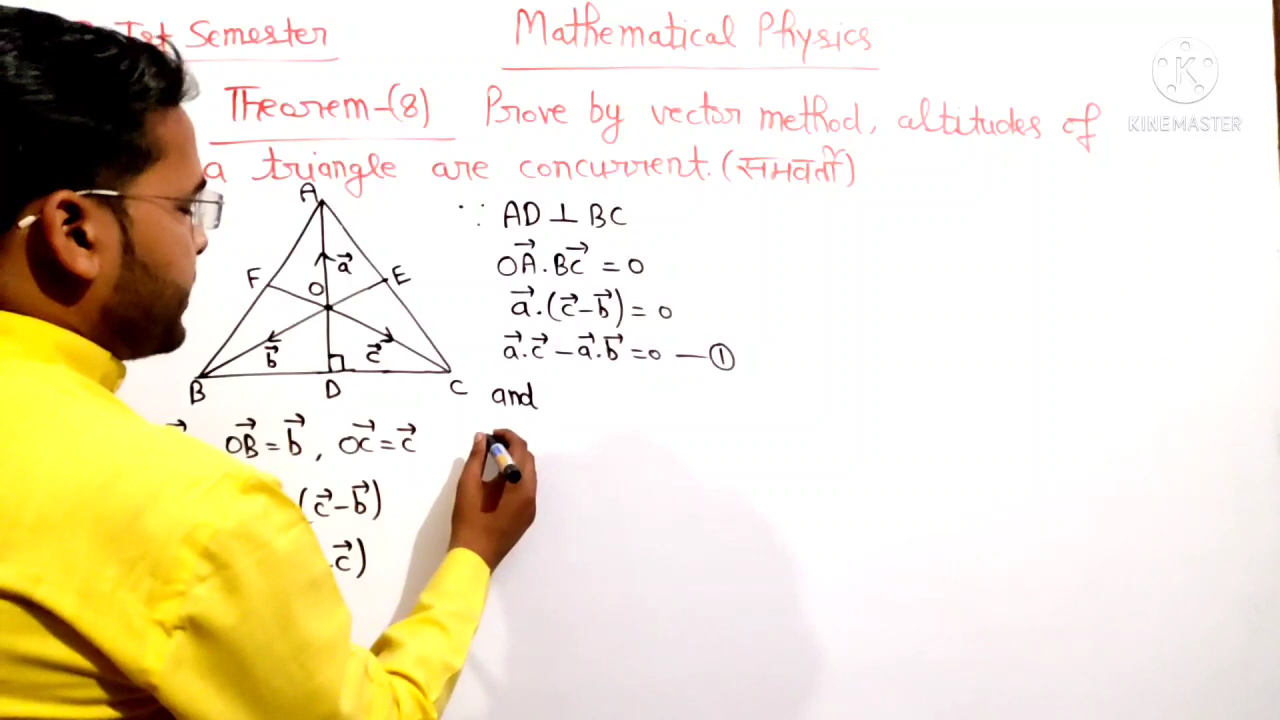 Ist Semester
Mathematical Physics
KINEMASTER
Theorem-(8) Prove by vector method, altitudes of
a triangle are concurrent. (समवर्ती)
A
F
E
O
a⃗
b⃗
c⃗
B
D
C
OB⃗ = b⃗, OC⃗ = c⃗
(c⃗-b⃗)
c⃗)
∵ AD ⊥ BC
OA⃗.BC⃗ = 0
a⃗.(c⃗-b⃗) = 0
a⃗.c⃗ - a⃗.b⃗ = 0 — ①
and